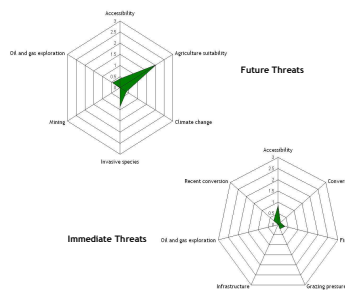 Accessibility
3
2.5
2
1.5
1
0.5
0
Oil and gas exploration
Agriculture suitability
Future Threats
Mining
Climate change
Invasive species
Accessibility
3
2.5
2
1.5
1
0.5
0
Recent conversion
Conver
Immediate Threats
Oil and gas exploration
Infrastructure
Grazing pressure